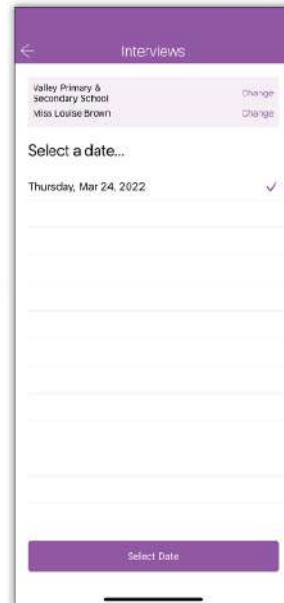 Interviews
Valley Primary &
Secondary School
Change
Miss Louise Brown
Change
Select a date...
Thursday, Mar 24, 2022
Select Date